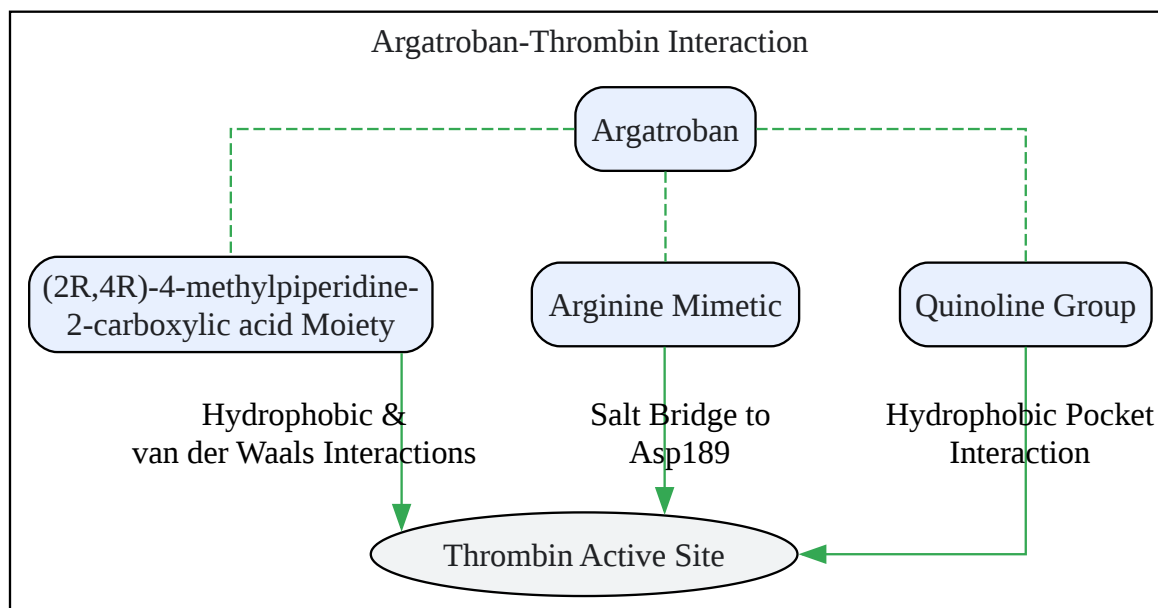 Argatroban-Thrombin Interaction
Argatroban
(2R,4R)-4-methylpiperidine-
2-carboxylic acid Moiety
Arginine Mimetic
Quinoline Group
Hydrophobic &
van der Waals Interactions
Salt Bridge to
Asp189
Hydrophobic Pocket
Interaction
Thrombin Active Site